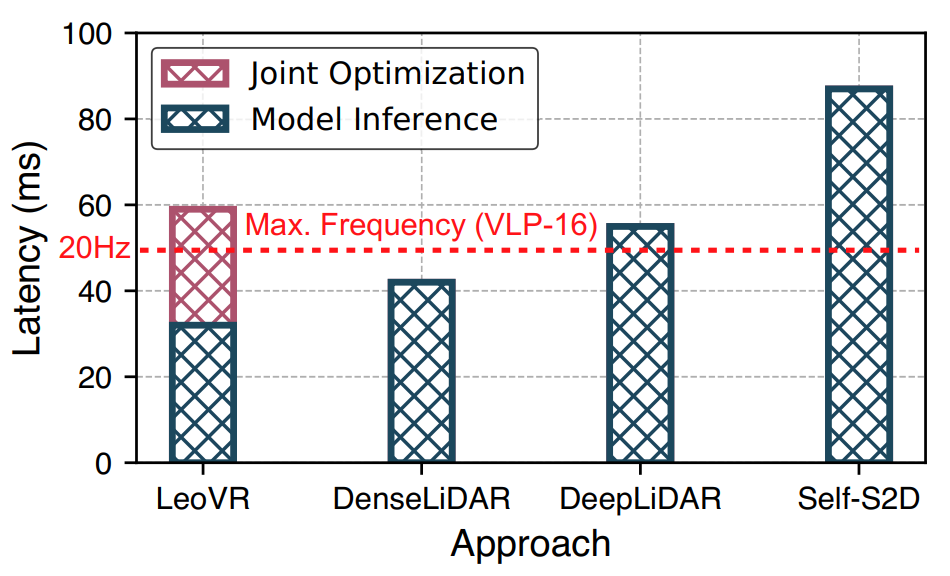 100
80
60
40
20
0
Latency (ms)
20Hz
Joint Optimization
Model Inference
Max. Frequency (VLP-16)
LeoVR DenseLiDAR DeepLiDAR Self-S2D
Approach